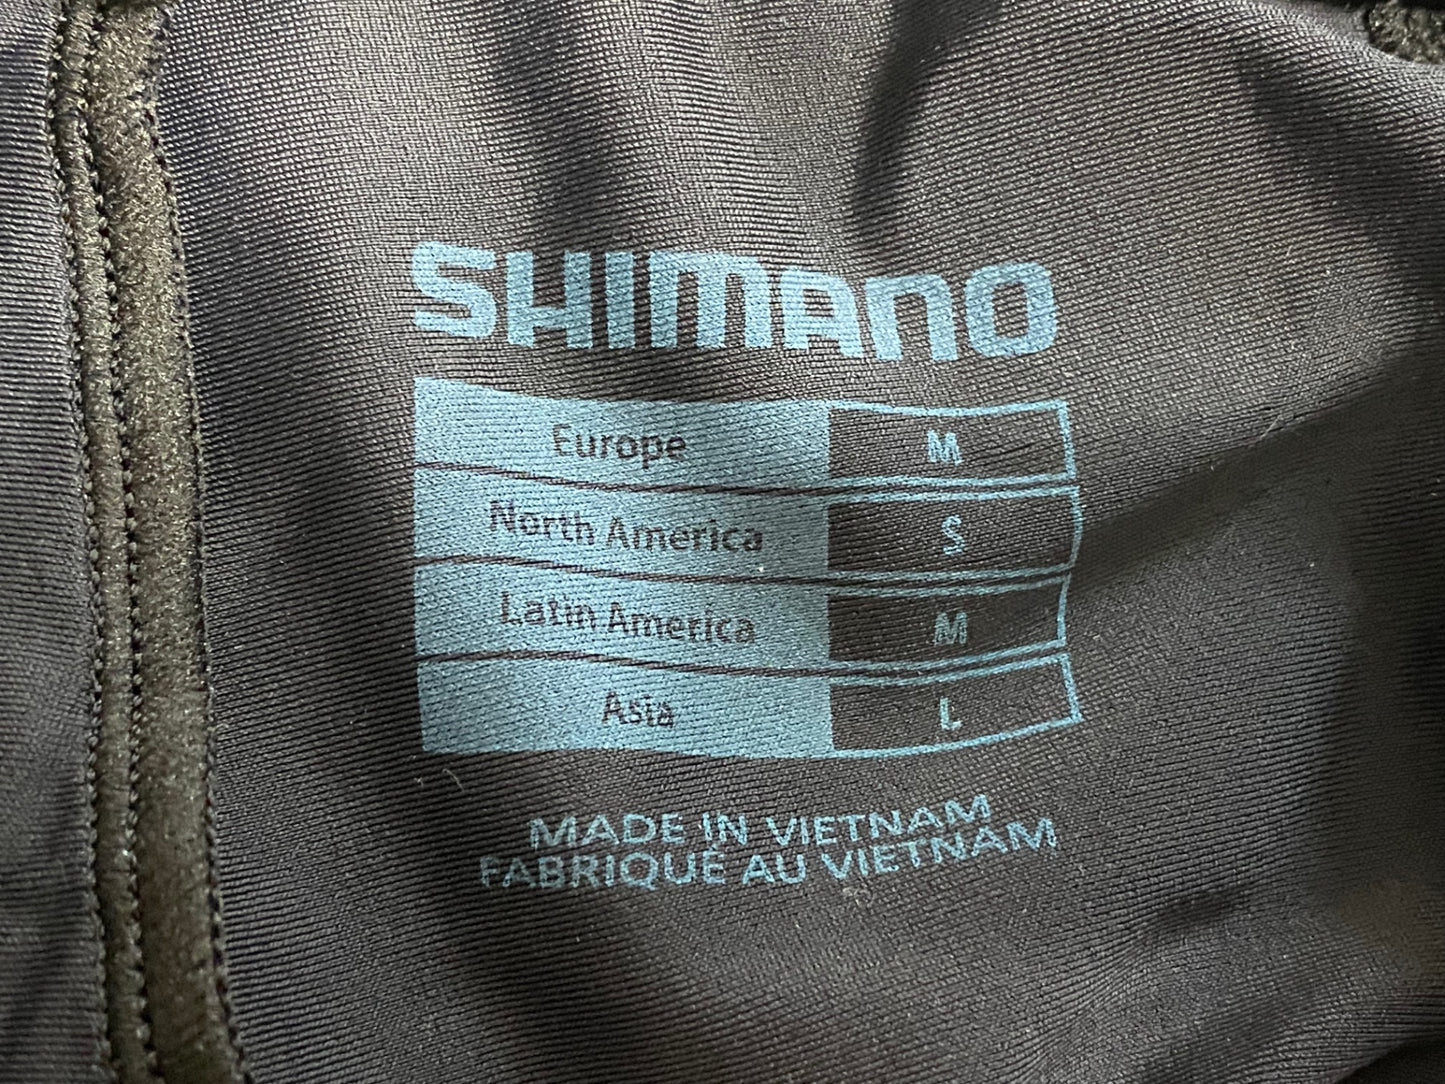 SHIMANO
Europe M
North America S
Latin America M
Asia L
MADE IN VIETNAM
FABRIQUÉ AU VIETNAM